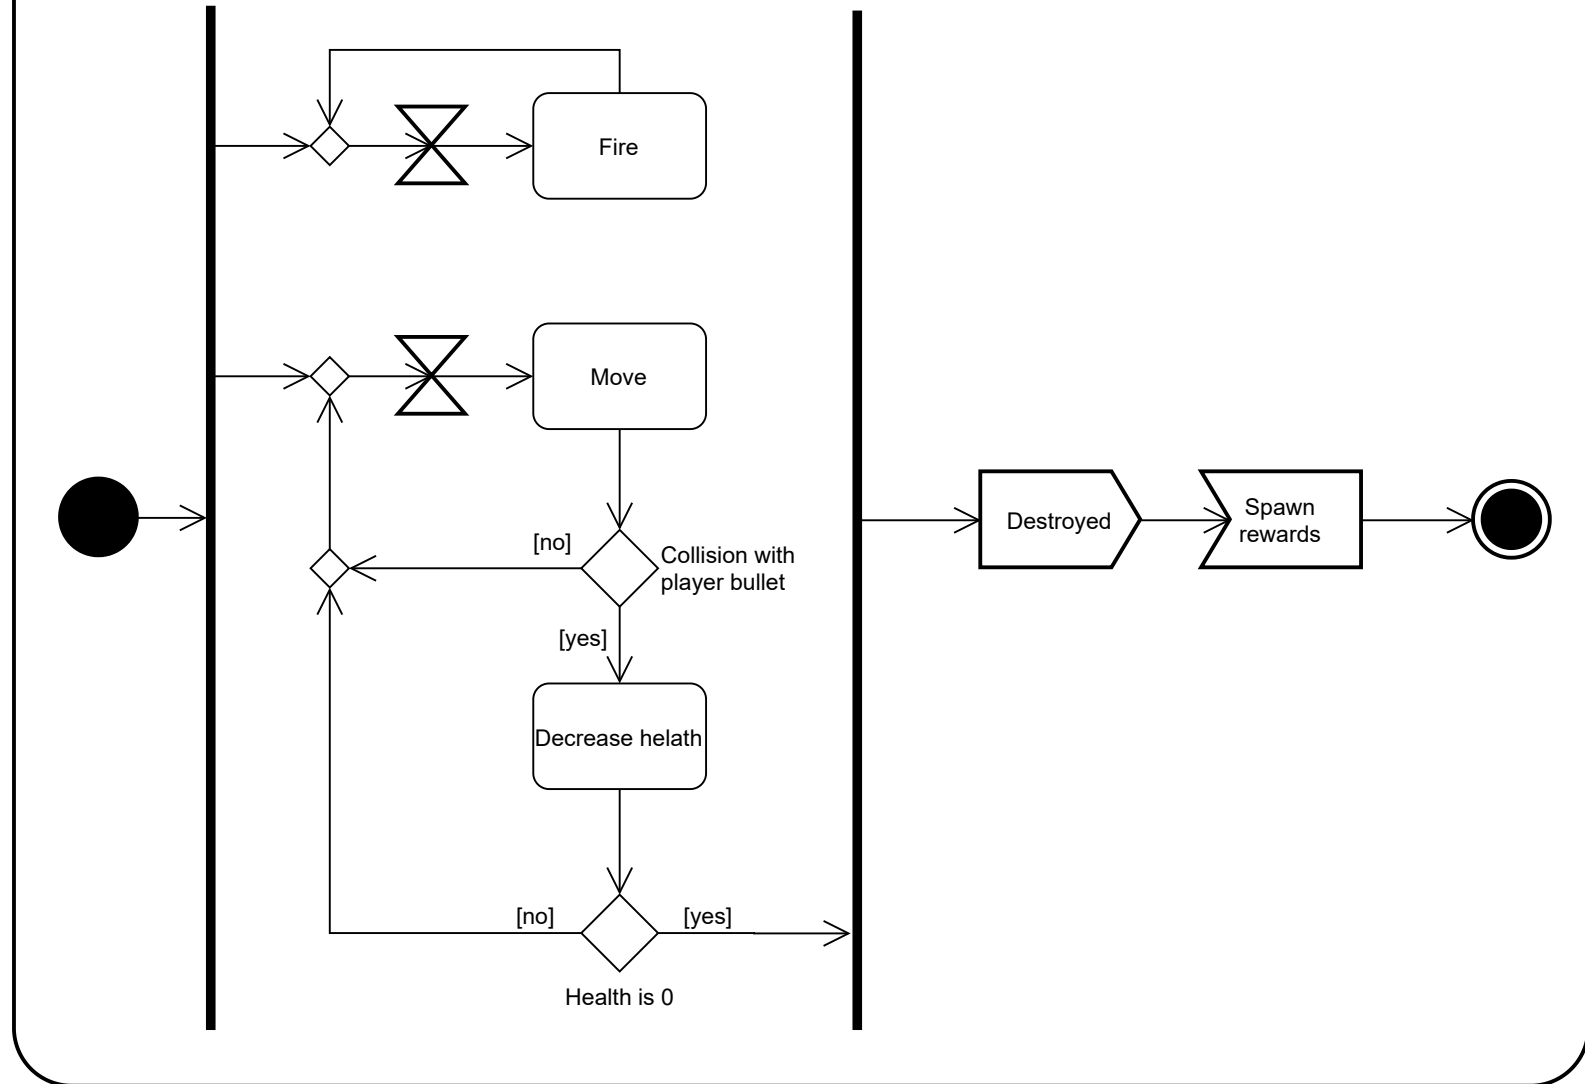 Fire
Move
[no]
Collision with
player bullet
[yes]
Decrease helath
[no]
[yes]
Health is 0
Destroyed
Spawn
rewards